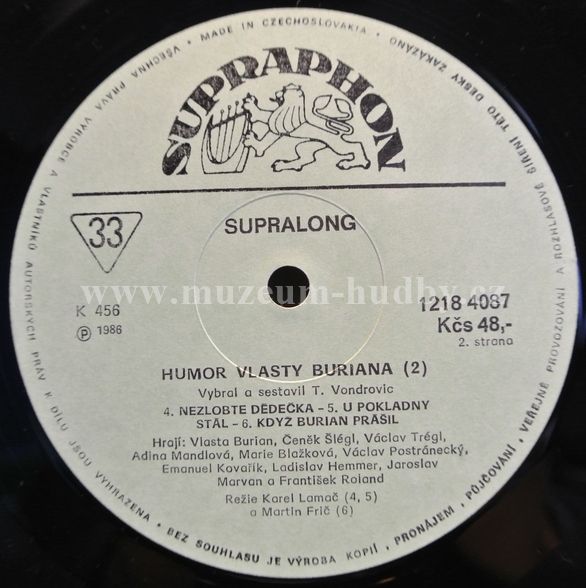 MADE IN CZECHOSLOVAKIA • VŠECHNA PRÁVA VÝROBCE A VLASTNÍKŮ AUTORSKÝCH PRÁV K DÍLU JSOU VYHRAZENA • BEZ SOUHLASU JE VÝROBA KOPIÍ, PRONÁJEM, PŮJČOVÁNÍ, VEŘEJNÉ PROVOZOVÁNÍ A ROZHLASOVÉ ŠÍŘENÍ TÉTO DESKY ZAKÁZÁNO •
SUPRAPHON
33
SUPRALONG
www.muzeum-hudby.cz
K 456
1218 4087
℗ 1986
Kčs 48,-
2. strana
HUMOR VLASTY BURIANA (2)
Vybral a sestavil T. Vondrovic
4. NEZLOBTE DĚDEČKA – 5. U POKLADNY
STÁL – 6. KDYŽ BURIAN PRÁŠIL
Hrají: Vlasta Burian, Čeněk Šlégl, Václav Trégl,
Adina Mandlová, Marie Blažková, Václav Postránecký,
Emanuel Kovařík, Ladislav Hemmer, Jaroslav
Marvan a František Roland
Režie Karel Lamač (4, 5)
a Martin Frič (6)